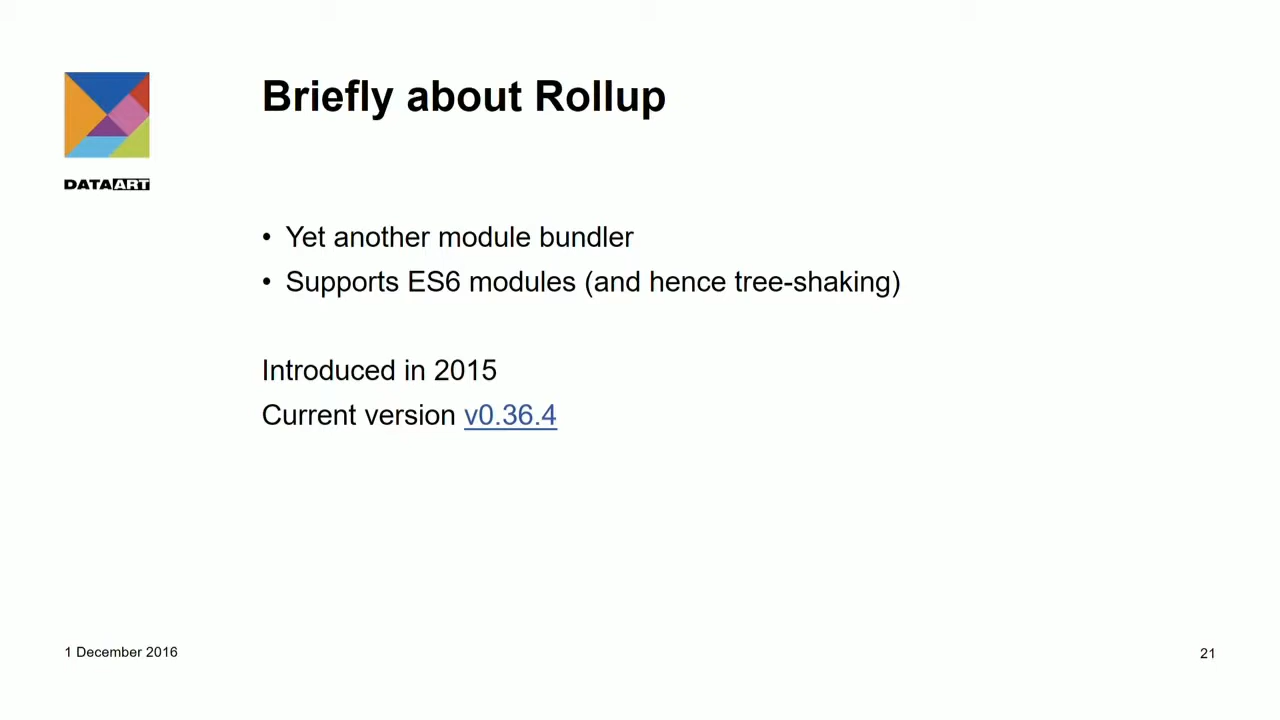 Briefly about Rollup
DATAART
• Yet another module bundler
• Supports ES6 modules (and hence tree-shaking)
Introduced in 2015
Current version v0.36.4
1 December 2016
21